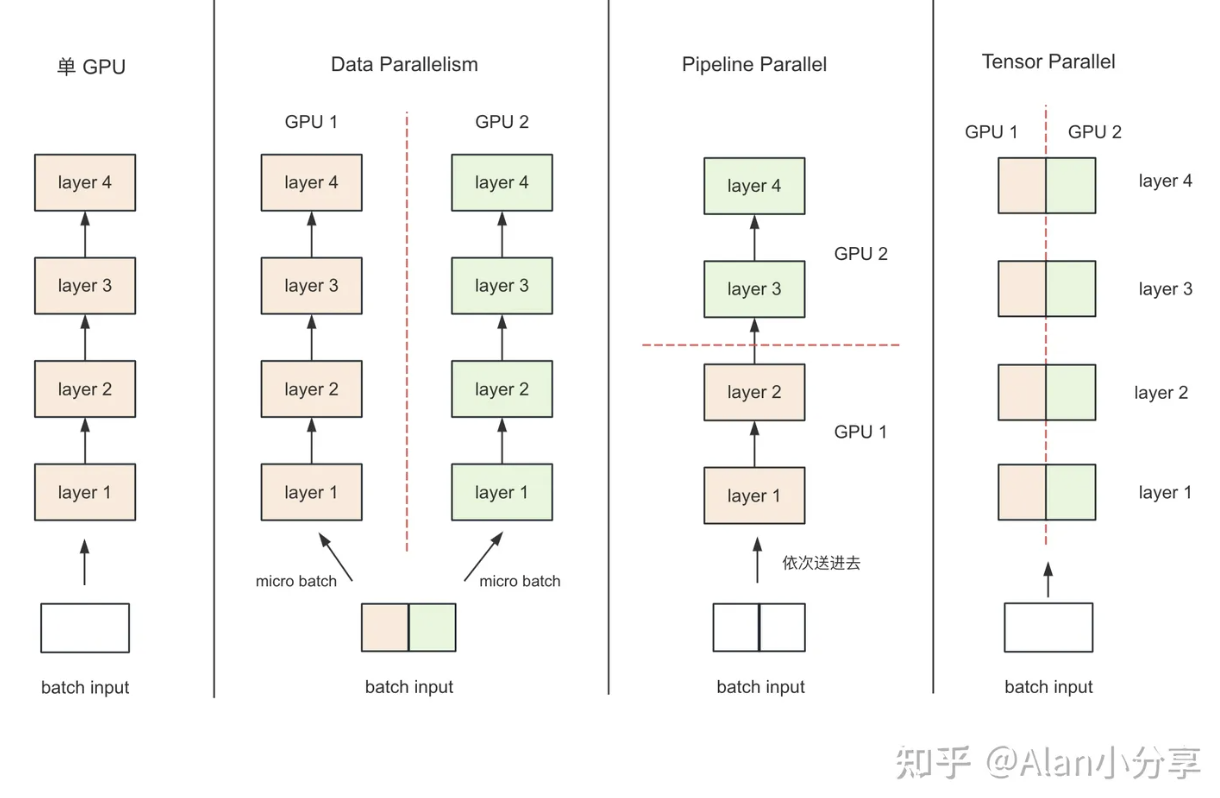 单 GPU
layer 4
layer 3
layer 2
layer 1
batch input
Data Parallelism
GPU 1
GPU 2
layer 4
layer 4
layer 3
layer 3
layer 2
layer 2
layer 1
layer 1
micro batch
micro batch
batch input
Pipeline Parallel
layer 4
GPU 2
layer 3
layer 2
GPU 1
layer 1
依次送进去
batch input
Tensor Parallel
GPU 1
GPU 2
layer 4
layer 3
layer 2
layer 1
batch input
知乎 @Alan小分享